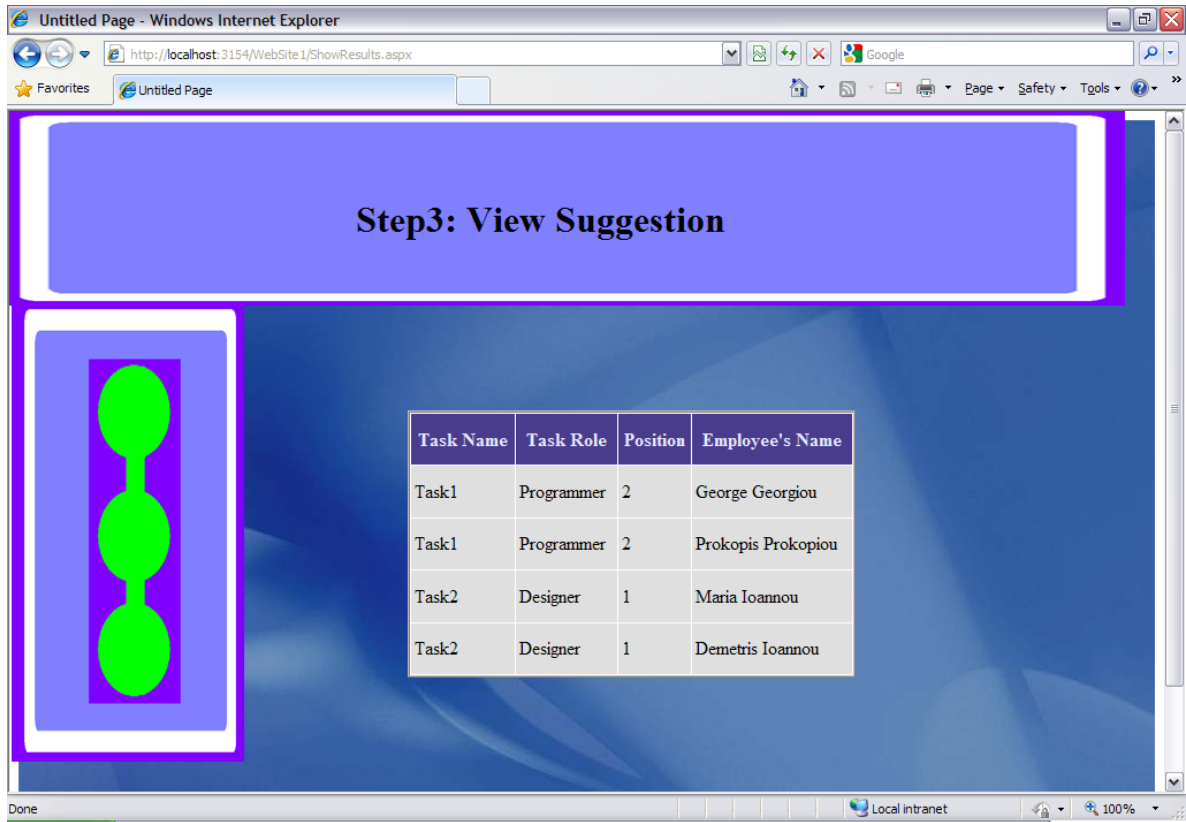 Untitled Page - Windows Internet Explorer
http://localhost:3154/WebSite1/ShowResults.aspx
Google
Favorites
Untitled Page
Page
Safety
Tools
Step3: View Suggestion
Task Name Task Role Position Employee's Name
Task1 Programmer 2 George Georgiou
Task1 Programmer 2 Prokopis Prokopiou
Task2 Designer 1 Maria Ioannou
Task2 Designer 1 Demetris Ioannou
Done
Local intranet
100%